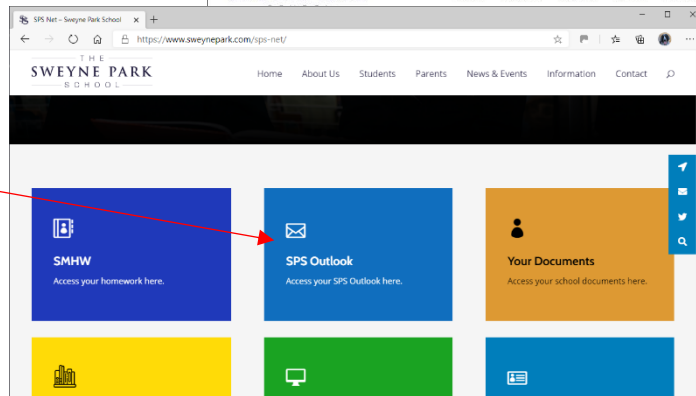 SPS Net – Sweyne Park School
https://www.sweynepark.com/sps-net/
THE
SWEYNE PARK
SCHOOL
Home About Us Students Parents News & Events Information Contact
SMHW
Access your homework here.
SPS Outlook
Access your SPS Outlook here.
Your Documents
Access your school documents here.